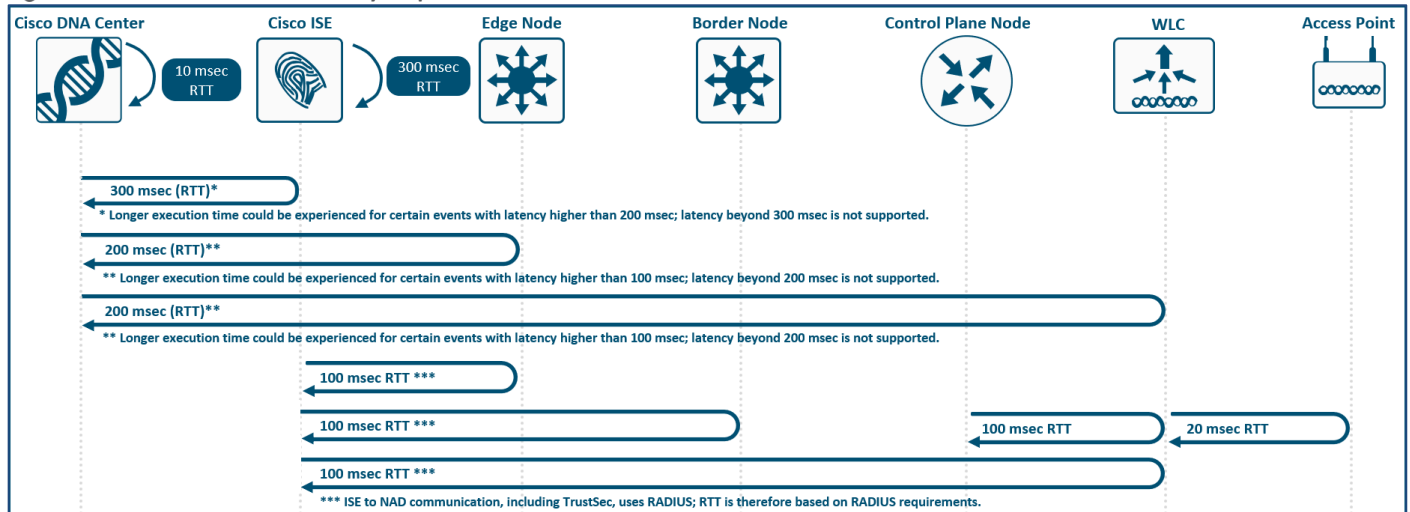 Cisco DNA Center
Cisco ISE
Edge Node
Border Node
Control Plane Node
WLC
Access Point
10 msec
RTT
300 msec
RTT
300 msec (RTT)*
* Longer execution time could be experienced for certain events with latency higher than 200 msec; latency beyond 300 msec is not supported.
200 msec (RTT)**
** Longer execution time could be experienced for certain events with latency higher than 100 msec; latency beyond 200 msec is not supported.
200 msec (RTT)**
** Longer execution time could be experienced for certain events with latency higher than 100 msec; latency beyond 200 msec is not supported.
100 msec RTT ***
100 msec RTT ***
100 msec RTT
20 msec RTT
100 msec RTT ***
*** ISE to NAD communication, including TrustSec, uses RADIUS; RTT is therefore based on RADIUS requirements.